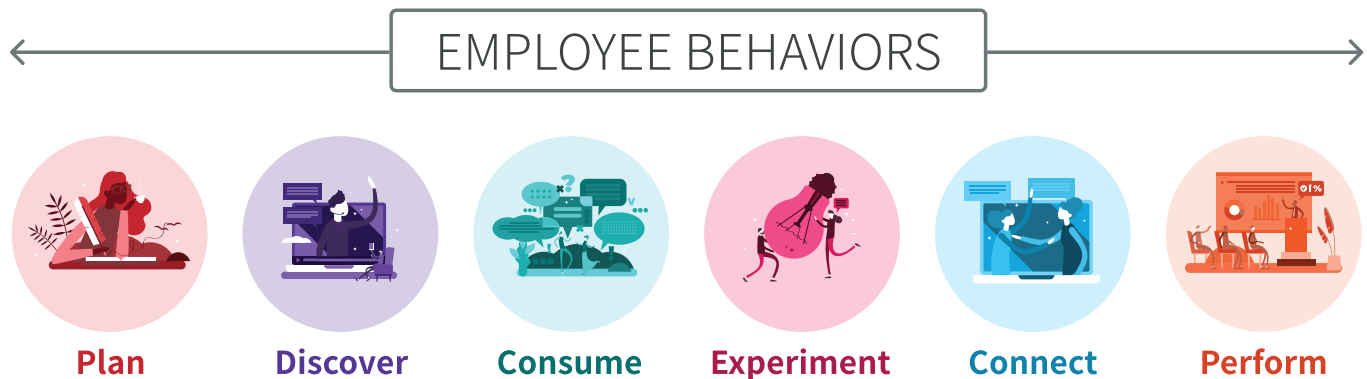 EMPLOYEE BEHAVIORS
Plan
Discover
Consume
Experiment
Connect
Perform